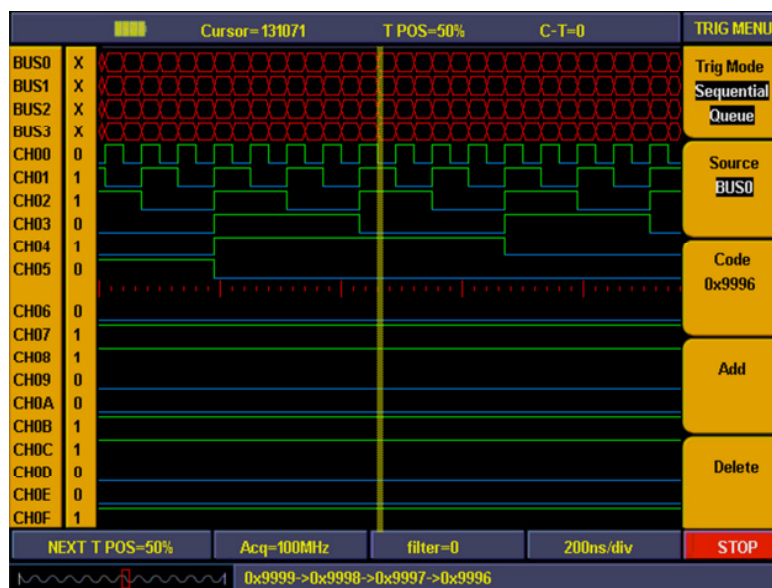 Cursor=131071 T POS=50% C-T=0 TRIG MENU
BUS0 X
BUS1 X
BUS2 X
BUS3 X
CH00 0
CH01 1
CH02 1
CH03 0
CH04 1
CH05 0
CH06 0
CH07 1
CH08 1
CH09 0
CH0A 0
CH0B 1
CH0C 1
CH0D 0
CH0E 0
CH0F 1
Trig Mode
Sequential
Queue
Source
BUS0
Code
0x9996
Add
Delete
NEXT T POS=50% Acq=100MHz filter=0 200ns/div STOP
0x9999->0x9998->0x9997->0x9996